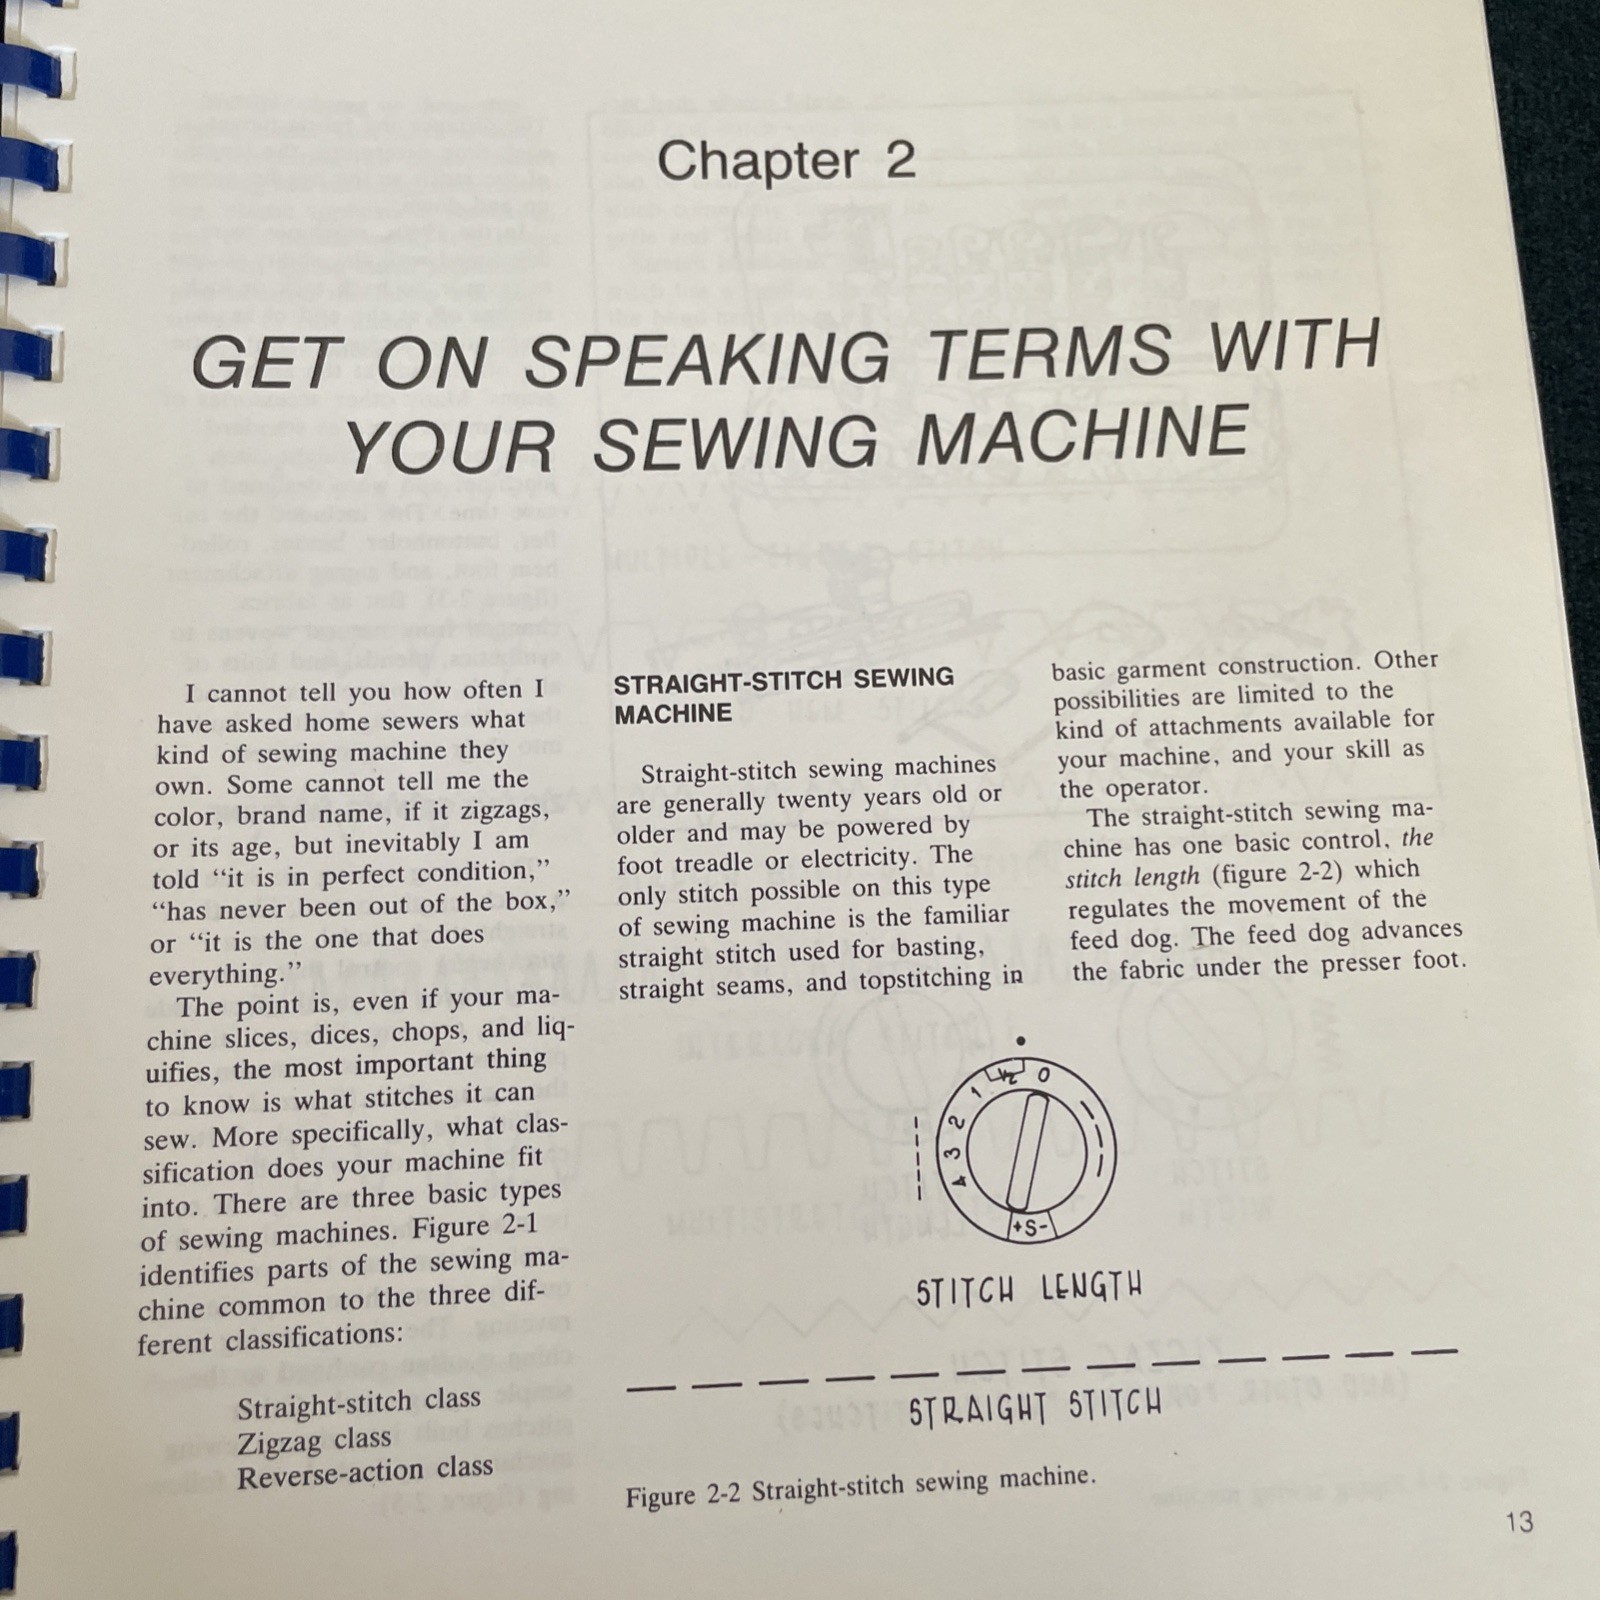 Chapter 2
GET ON SPEAKING TERMS WITH
YOUR SEWING MACHINE
I cannot tell you how often I
have asked home sewers what
kind of sewing machine they
own. Some cannot tell me the
color, brand name, if it zigzags,
or its age, but inevitably I am
told “it is in perfect condition,”
“has never been out of the box,”
or “it is the one that does
everything.”
The point is, even if your ma-
chine slices, dices, chops, and liq-
uifies, the most important thing
to know is what stitches it can
sew. More specifically, what clas-
sification does your machine fit
into. There are three basic types
of sewing machines. Figure 2-1
identifies parts of the sewing ma-
chine common to the three dif-
ferent classifications:
Straight-stitch class
Zigzag class
Reverse-action class
STRAIGHT-STITCH SEWING
MACHINE
Straight-stitch sewing machines
are generally twenty years old or
older and may be powered by
foot treadle or electricity. The
only stitch possible on this type
of sewing machine is the familiar
straight stitch used for basting,
straight seams, and topstitching in
basic garment construction. Other
possibilities are limited to the
kind of attachments available for
your machine, and your skill as
the operator.
The straight-stitch sewing ma-
chine has one basic control, the
stitch length (figure 2-2) which
regulates the movement of the
feed dog. The feed dog advances
the fabric under the presser foot.
4 3 2 1 ½ 0
+S-
STITCH LENGTH
STRAIGHT STITCH
Figure 2-2 Straight-stitch sewing machine.
13